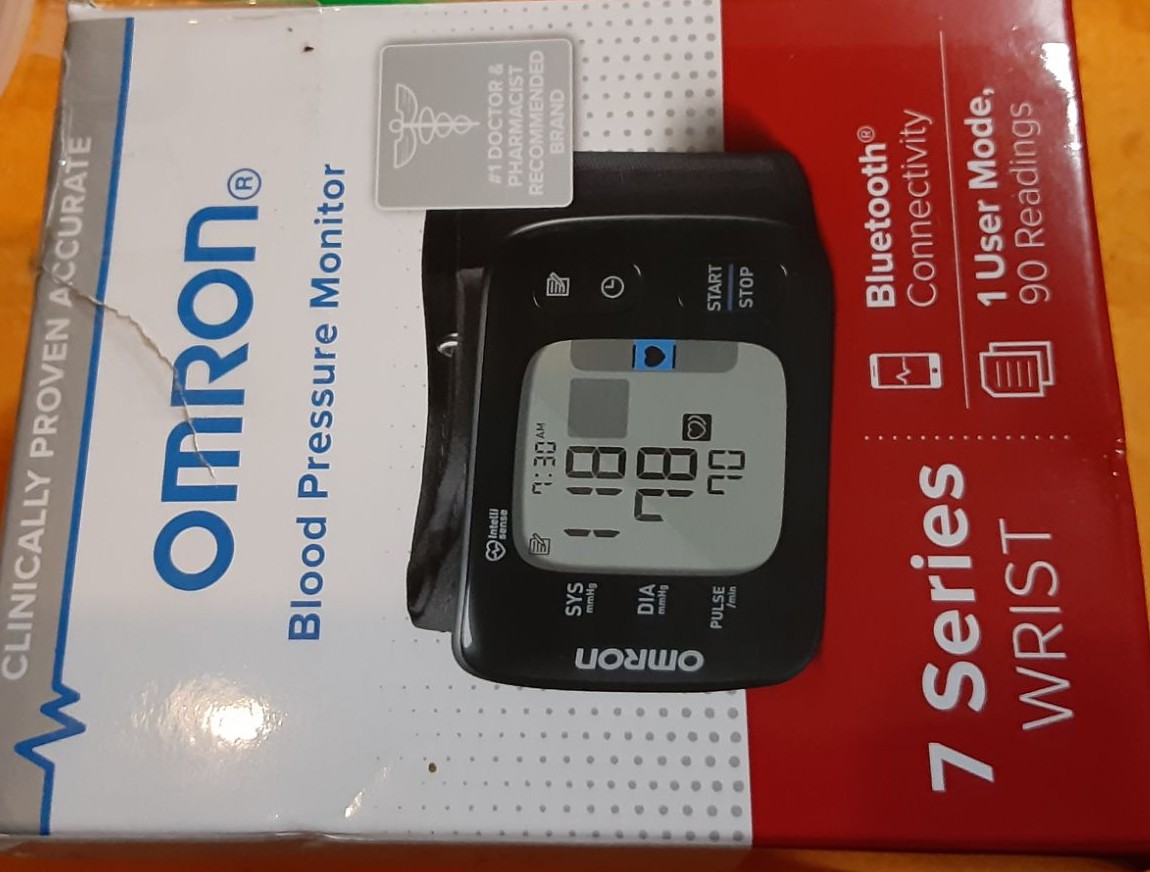 CLINICALLY PROVEN ACCURATE
OMRON®
Blood Pressure Monitor
#1 DOCTOR &
PHARMACIST
RECOMMENDED
BRAND
intelli
sense
7:30 AM
SYS
mmHg
118
DIA
mmHg
78
PULSE
/min
70
START
STOP
OMRON
7 Series
WRIST
Bluetooth®
Connectivity
1 User Mode,
90 Readings